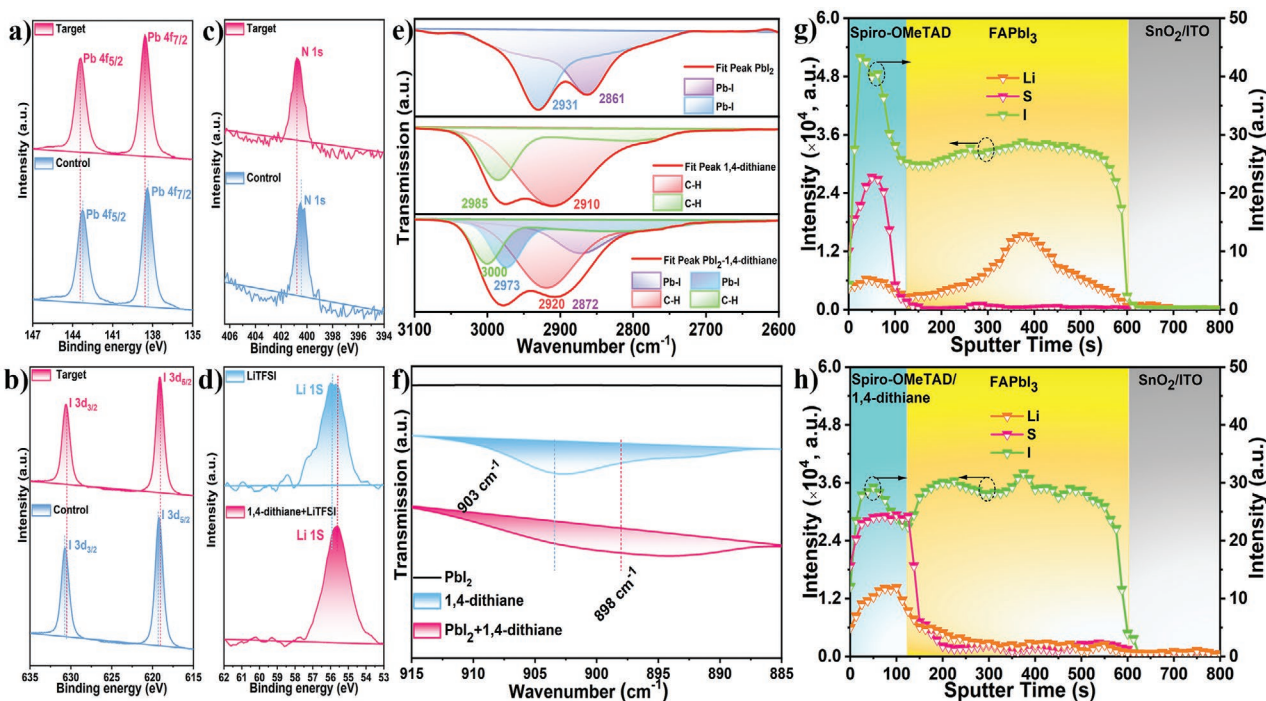 a)
Target
Pb 4f7/2
Pb 4f5/2
Control
Pb 4f7/2
Pb 4f5/2
Intensity (a.u.)
147 144 141 138 135
Binding energy (eV)
b)
Target
I 3d5/2
I 3d3/2
Control
I 3d5/2
I 3d3/2
Intensity (a.u.)
635 630 625 620 615
Binding energy (eV)
c)
Target
N 1s
Control
N 1s
Intensity (a.u.)
406 404 402 400 398 396 394
Binding energy (eV)
d)
LiTFSI
Li 1S
1,4-dithiane+LiTFSI
Li 1S
Intensity (a.u.)
62 61 60 59 58 57 56 55 54 53
Binding energy (eV)
e)
Fit Peak PbI2
Pb-I
Pb-I
2931
2861
Fit Peak 1,4-dithiane
C-H
C-H
2985
2910
Fit Peak PbI2-1,4-dithiane
Pb-I
Pb-I
C-H
C-H
3000
2973
2920
2872
Transmission (a.u.)
3100 3000 2900 2800 2700 2600
Wavenumber (cm-1)
f)
903 cm-1
898 cm-1
PbI2
1,4-dithiane
PbI2+1,4-dithiane
Transmission (a.u.)
915 910 905 900 895 890 885
Wavenumber (cm-1)
g)
Spiro-OMeTAD
FAPbI3
SnO2/ITO
Li
S
I
Intensity (×10⁴, a.u.)
6.0
4.8
3.6
2.4
1.2
0.0
50
40
30
20
10
0
Intensity (a.u.)
0 100 200 300 400 500 600 700 800
Sputter Time (s)
h)
Spiro-OMeTAD/
1,4-dithiane
FAPbI3
SnO2/ITO
Li
S
I
Intensity (×10⁴, a.u.)
6.0
4.8
3.6
2.4
1.2
0.0
50
40
30
20
10
0
Intensity (a.u.)
0 100 200 300 400 500 600 700 800
Sputter Time (s)